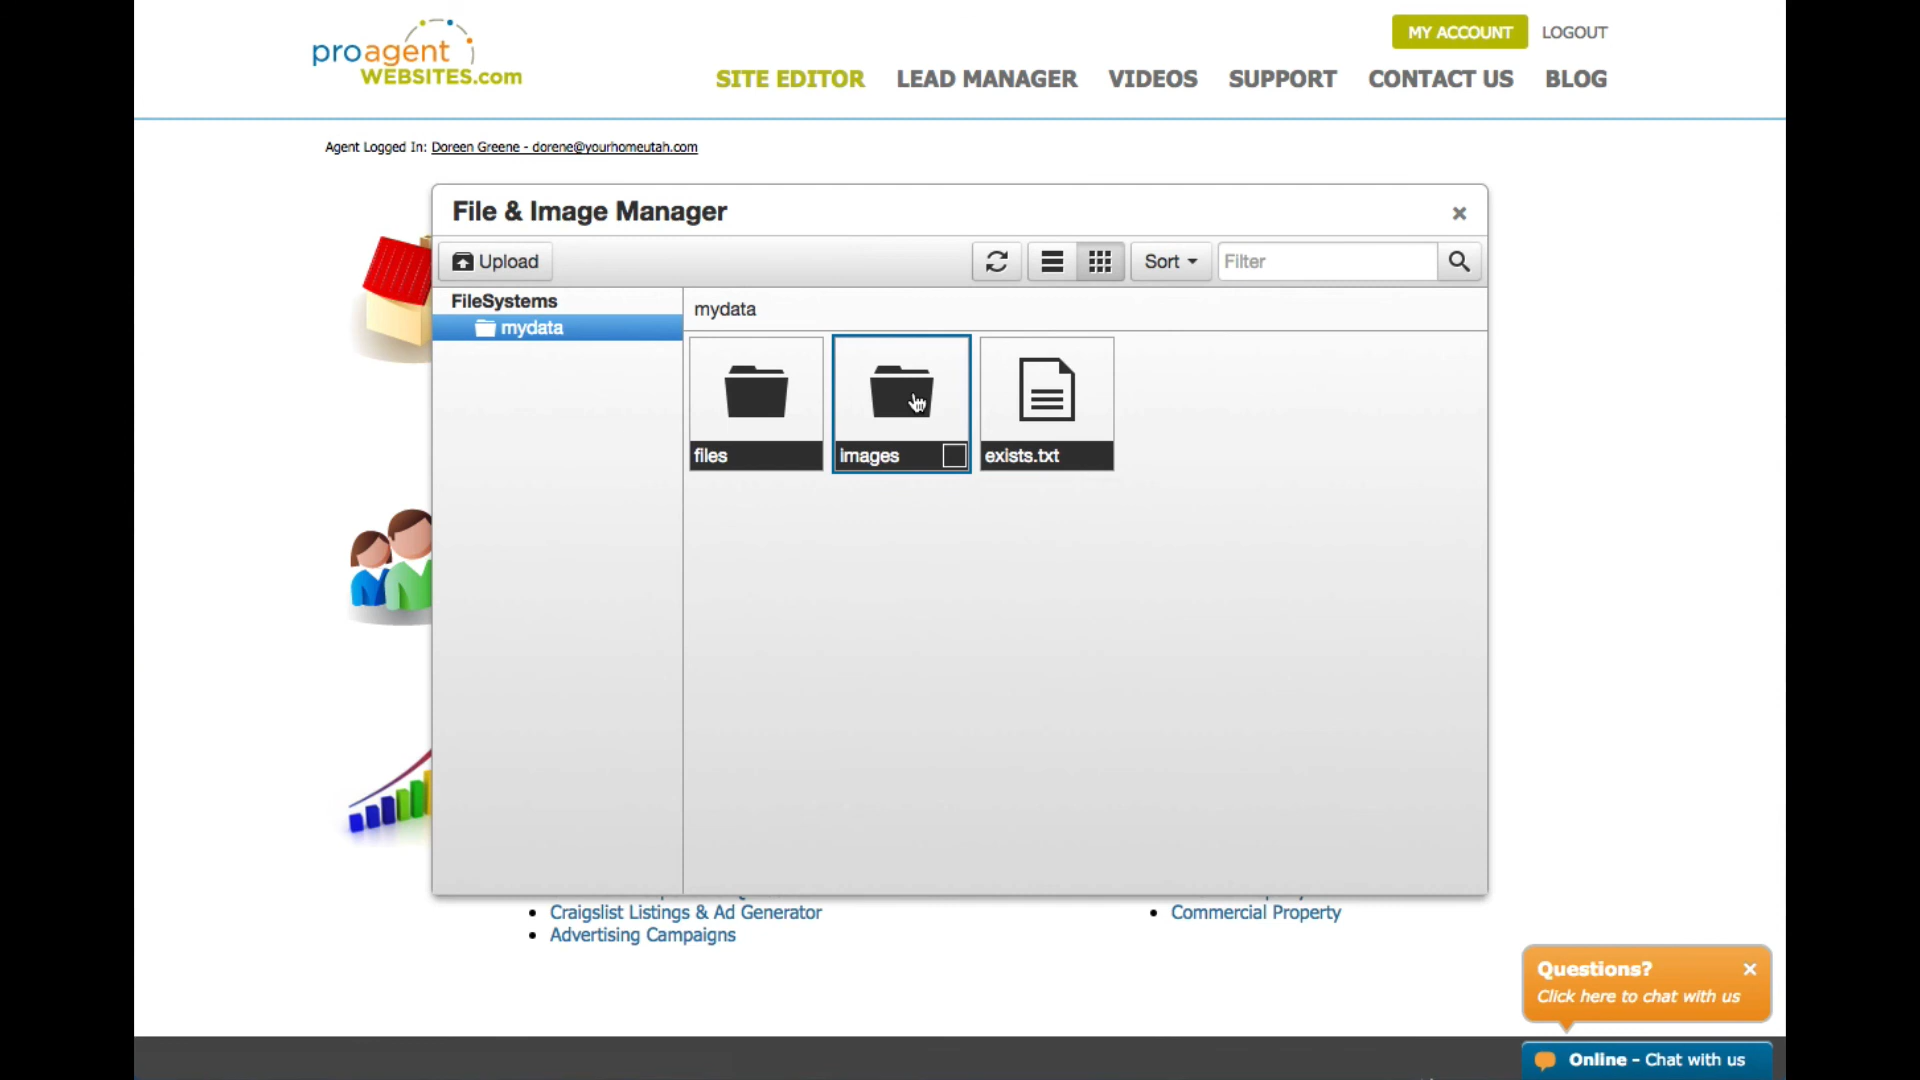 proagent
WEBSITES.com
MY ACCOUNT
LOGOUT
SITE EDITOR
LEAD MANAGER
VIDEOS
SUPPORT
CONTACT US
BLOG
Agent Logged In: Doreen Greene - dorene@yourhomeutah.com
File & Image Manager
Upload
Sort
Filter
FileSystems
mydata
mydata
files
images
exists.txt
Craigslist Listings & Ad Generator
Advertising Campaigns
Commercial Property
Questions?
Click here to chat with us
Online - Chat with us